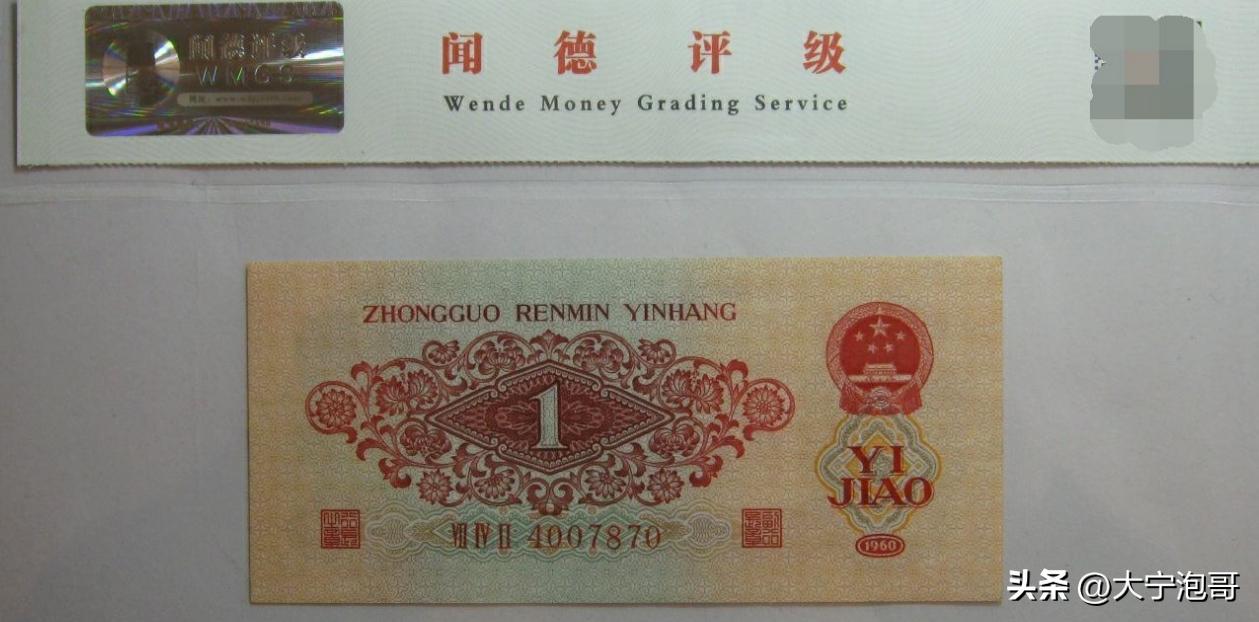 闻德评级
WMGS
闻德评级
Wende Money Grading Service
ZHONGGUO RENMIN YINHANG
1
YI
JIAO
VII IV II 4007870
1960
头条 @大宁泡哥